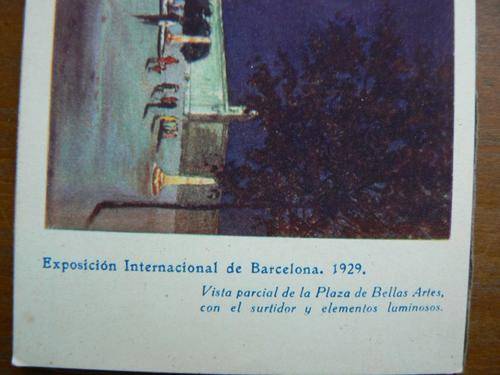 Exposición Internacional de Barcelona. 1929.
Vista parcial de la Plaza de Bellas Artes,
con el surtidor y elementos luminosos.